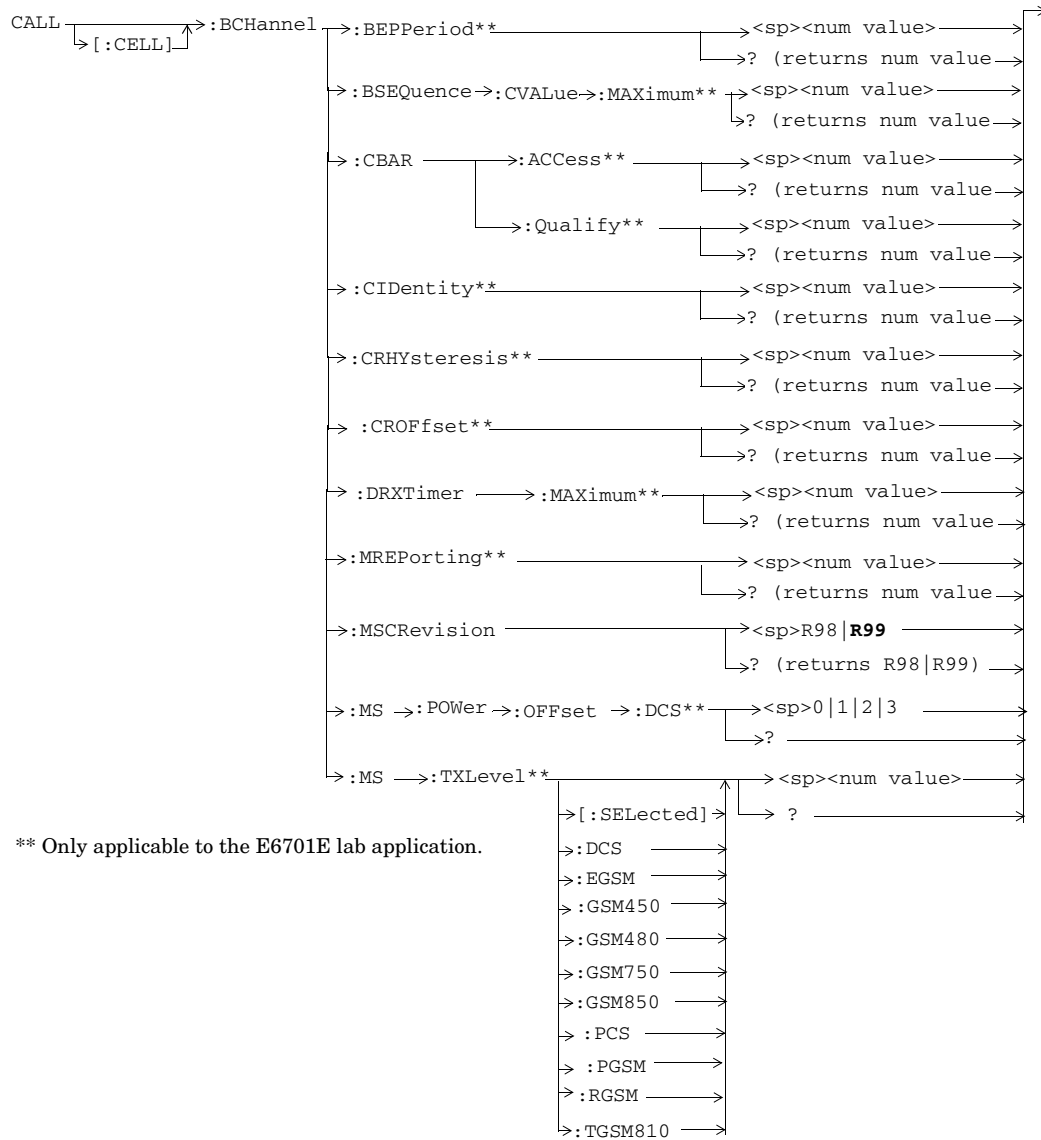 CALL :BCHannel :BEPPeriod** <sp><num value>
[:CELL] ? (returns num value
:BSEQuence :CVALue :MAXimum** <sp><num value>
? (returns num value
:CBAR :ACCess** <sp><num value>
? (returns num value
:Qualify** <sp><num value>
? (returns num value
:CIDentity** <sp><num value>
? (returns num value
:CRHYsteresis** <sp><num value>
? (returns num value
:CROFfset** <sp><num value>
? (returns num value
:DRXTimer :MAXimum** <sp><num value>
? (returns num value
:MREPorting** <sp><num value>
? (returns num value
:MSCRevision <sp>R98|R99
? (returns R98|R99)
:MS :POWer :OFFset :DCS** <sp>0|1|2|3
?
:MS :TXLevel** <sp><num value>
[:SELected] ?
** Only applicable to the E6701E lab application.
:DCS
:EGSM
:GSM450
:GSM480
:GSM750
:GSM850
:PCS
:PGSM
:RGSM
:TGSM810